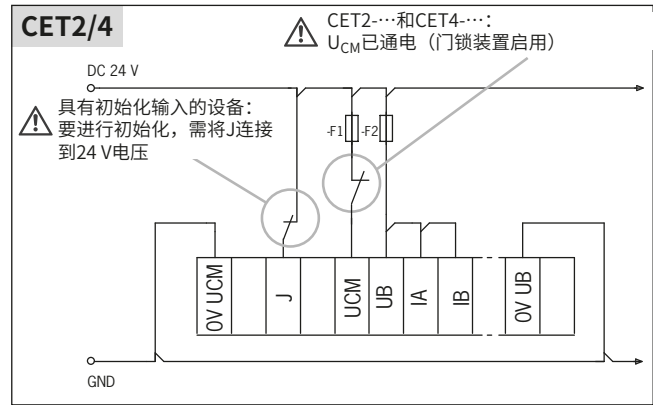 CET2/4
CET2-⋯和CET4-⋯：
UCM已通电（门锁装置启用）
DC 24 V
具有初始化输入的设备：
要进行初始化，需将J连接
到24 V电压
-F1
-F2
0V UCM
J
UCM
UB
IA
IB
0V UB
GND